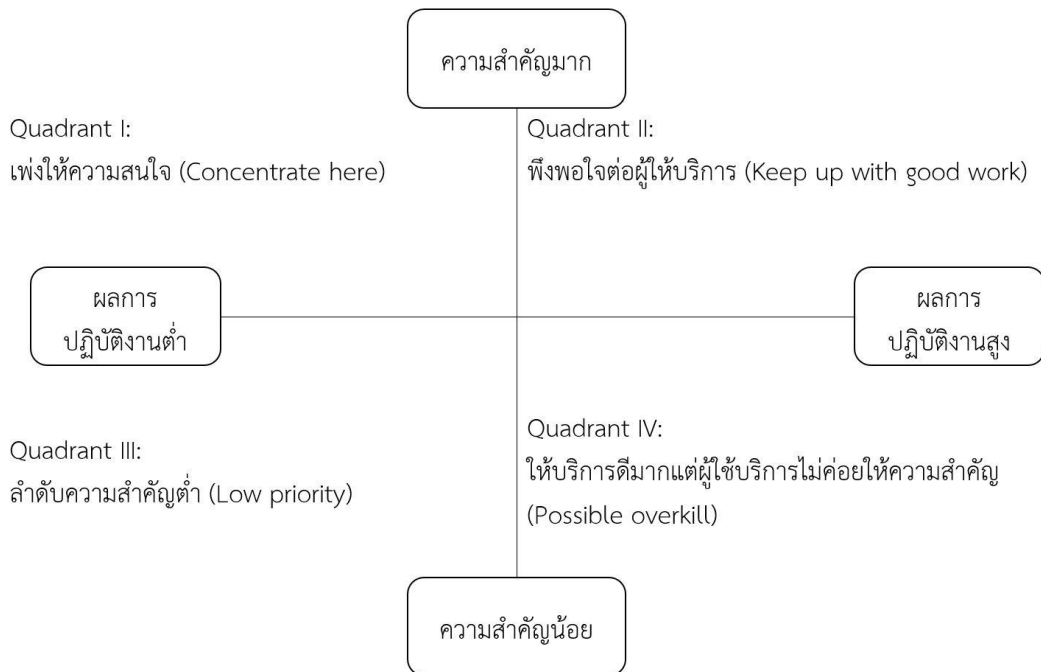 ความสำคัญมาก
Quadrant I:
เพ่งให้ความสนใจ (Concentrate here)
Quadrant II:
พึงพอใจต่อผู้ให้บริการ (Keep up with good work)
ผลการ
ปฏิบัติงานต่ำ
ผลการ
ปฏิบัติงานสูง
Quadrant III:
ลำดับความสำคัญต่ำ (Low priority)
Quadrant IV:
ให้บริการดีมากแต่ผู้ใช้บริการไม่ค่อยให้ความสำคัญ
(Possible overkill)
ความสำคัญน้อย